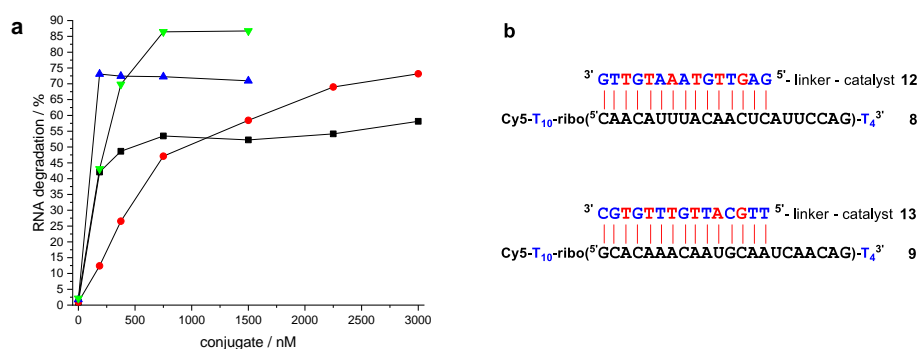 a
RNA degradation / %
90
85
80
75
70
65
60
55
50
45
40
35
30
25
20
15
10
5
0
0 500 1000 1500 2000 2500 3000
conjugate / nM
b
3' GTTGTAAATGTTGAG 5'- linker - catalyst 12
Cy5-T10-ribo(5'CAACAUUUACAACUCAUUCCAG)-T4 3' 8
3' CGTGTTTGTTACGTT 5'- linker - catalyst 13
Cy5-T10-ribo(5'GCACAAACAAUGCAAUCAACAG)-T4 3' 9